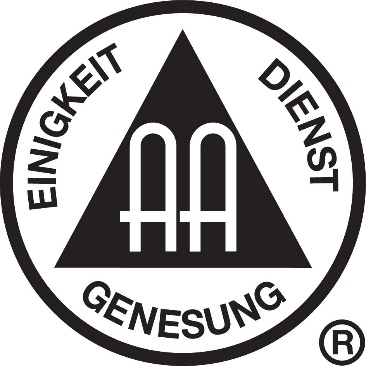 EINIGKEIT
DIENST
AA
GENESUNG
®